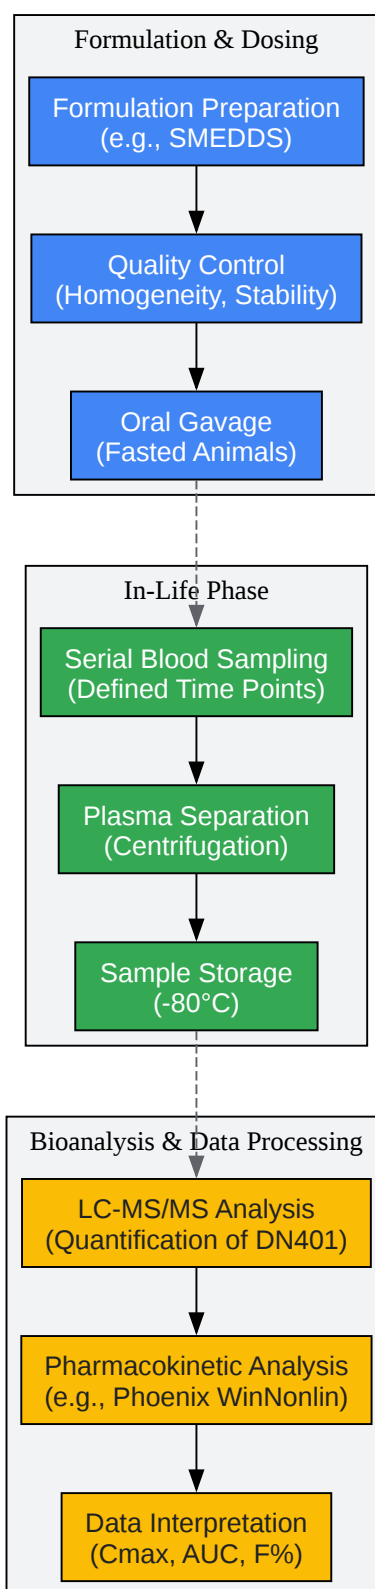 Formulation & Dosing
Formulation Preparation
(e.g., SMEDDS)
Quality Control
(Homogeneity, Stability)
Oral Gavage
(Fasted Animals)
In-Life Phase
Serial Blood Sampling
(Defined Time Points)
Plasma Separation
(Centrifugation)
Sample Storage
(-80°C)
Bioanalysis & Data Processing
LC-MS/MS Analysis
(Quantification of DN401)
Pharmacokinetic Analysis
(e.g., Phoenix WinNonlin)
Data Interpretation
(Cmax, AUC, F%)